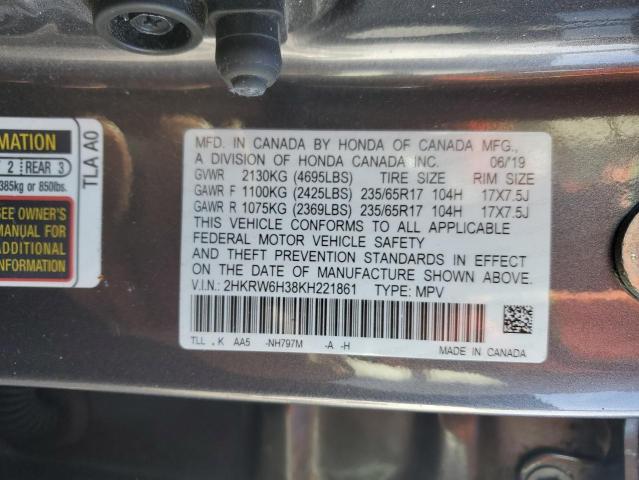 MATION
2 REAR 3
385kg or 850lbs.
SEE OWNER'S
MANUAL FOR
ADDITIONAL
INFORMATION
TLA A0
MFD. IN CANADA BY HONDA OF CANADA MFG.,
A DIVISION OF HONDA CANADA INC. 06/19
GVWR 2130KG (4695LBS) TIRE SIZE RIM SIZE
GAWR F 1100KG (2425LBS) 235/65R17 104H 17X7.5J
GAWR R 1075KG (2369LBS) 235/65R17 104H 17X7.5J
THIS VEHICLE CONFORMS TO ALL APPLICABLE
FEDERAL MOTOR VEHICLE SAFETY
AND THEFT PREVENTION STANDARDS IN EFFECT
ON THE DATE OF MANUFACTURE SHOWN ABOVE.
V.I.N.: 2HKRW6H38KH221861 TYPE: MPV
TLL .K AA5 -NH797M -A -H
MADE IN CANADA